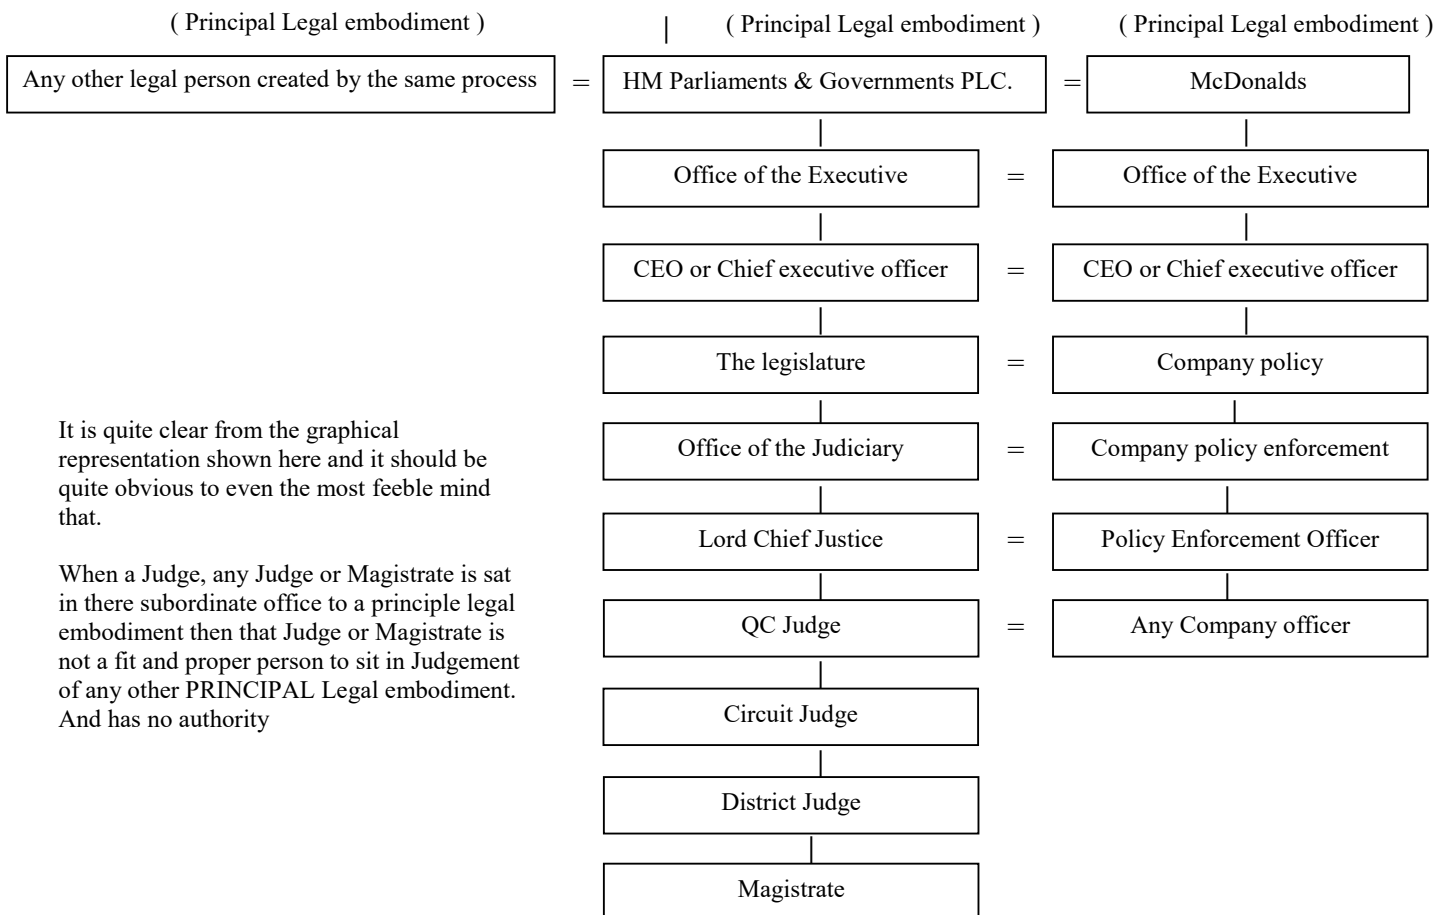 ( Principal Legal embodiment )
( Principal Legal embodiment )
( Principal Legal embodiment )
Any other legal person created by the same process
=
HM Parliaments & Governments PLC.
=
McDonalds
Office of the Executive
=
Office of the Executive
CEO or Chief executive officer
=
CEO or Chief executive officer
The legislature
=
Company policy
Office of the Judiciary
=
Company policy enforcement
Lord Chief Justice
=
Policy Enforcement Officer
QC Judge
=
Any Company officer
Circuit Judge
District Judge
Magistrate
It is quite clear from the graphical
representation shown here and it should be
quite obvious to even the most feeble mind
that.
When a Judge, any Judge or Magistrate is sat
in there subordinate office to a principle legal
embodiment then that Judge or Magistrate is
not a fit and proper person to sit in Judgement
of any other PRINCIPAL Legal embodiment.
And has no authority